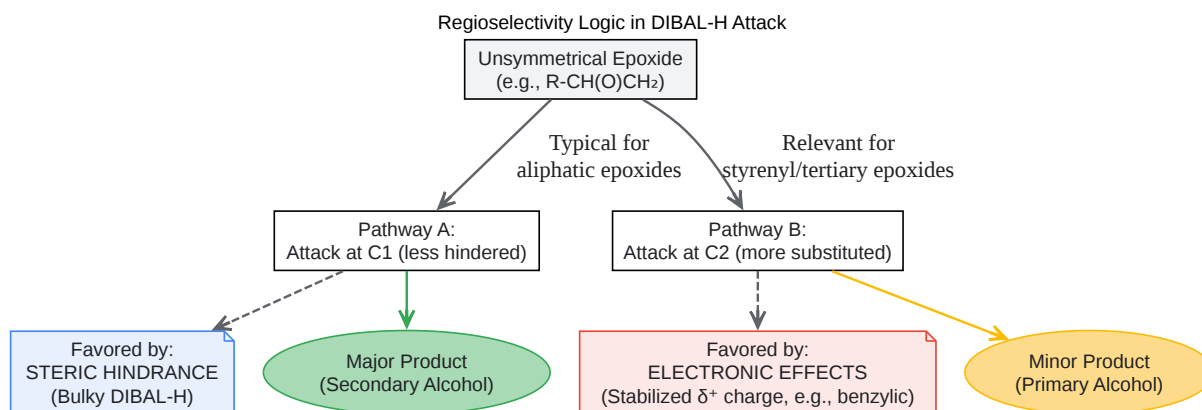 Regioselectivity Logic in DIBAL-H Attack
Unsymmetrical Epoxide
(e.g., R-CH(O)CH₂)
Typical for
aliphatic epoxides
Relevant for
styrenyl/tertiary epoxides
Pathway A:
Attack at C1 (less hindered)
Pathway B:
Attack at C2 (more substituted)
Favored by:
STERIC HINDRANCE
(Bulky DIBAL-H)
Major Product
(Secondary Alcohol)
Favored by:
ELECTRONIC EFFECTS
(Stabilized δ⁺ charge, e.g., benzylic)
Minor Product
(Primary Alcohol)